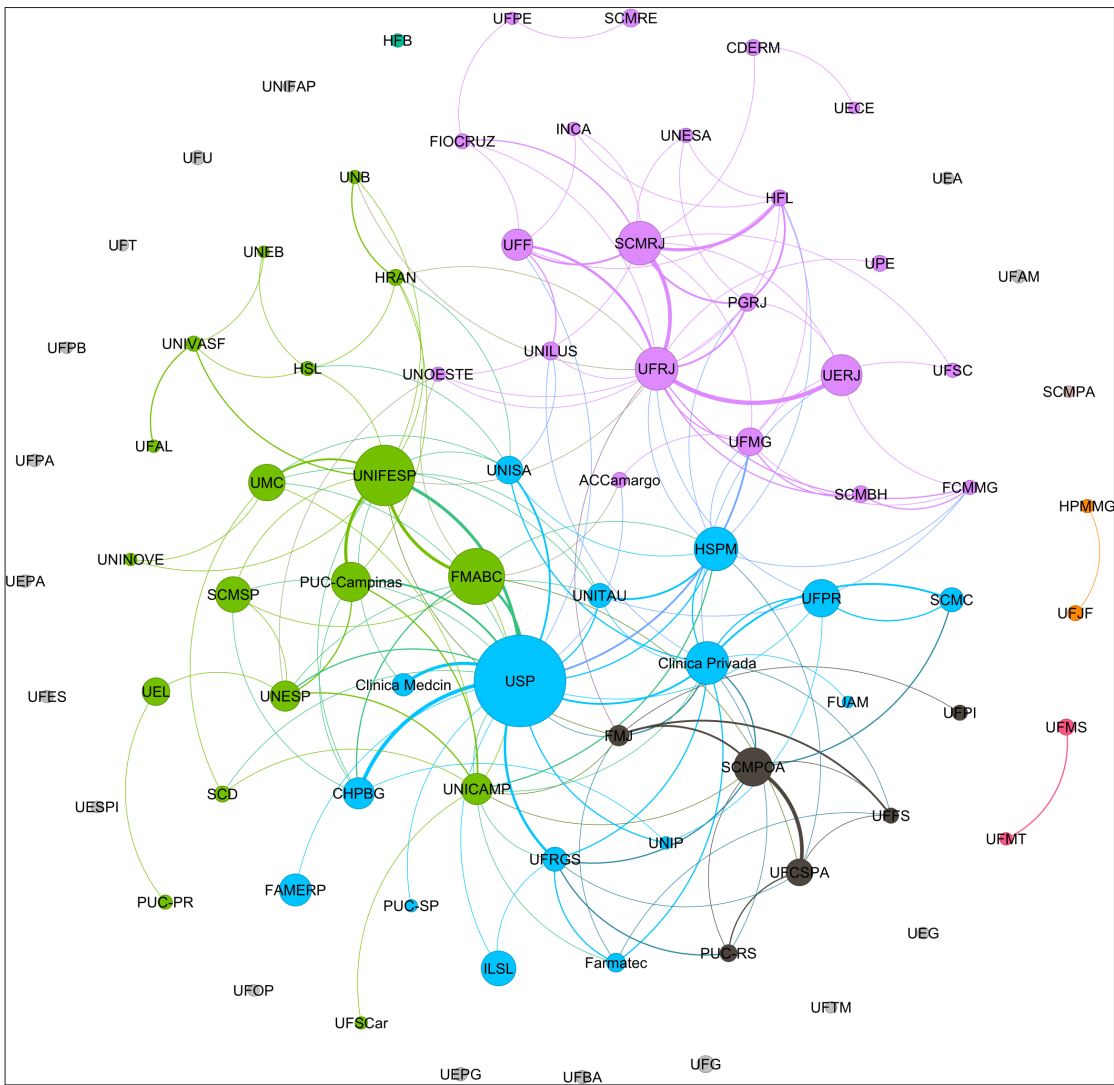 UFPE
SCMRE
HFB
CDERM
UNIFAP
UECE
INCA
UNESA
FIOCRUZ
UFU
UNB
UEA
HFL
UFT
UNEB
UFF
SCMRJ
HRAN
UPE
UFAM
PGRJ
UFPB
UNIVASF
UNILUS
HSL
UNOESTE
UFRJ
UERJ
UFSC
SCMPA
UFAL
UFMG
UFPA
UMC
UNIFESP
UNISA
ACCamargo
SCMBH
FCMMG
HPMMG
UNINOVE
HSPM
UEPA
SCMSP
PUC-Campinas
FMABC
UNITAU
UFPR
SCMC
UFJF
UFES
UEL
UNESP
Clinica Medcin
USP
Clinica Privada
FUAM
UFPI
UFMS
FMJ
SCMPOA
UESPI
SCD
CHPBG
UNICAMP
UFFS
UFMT
UNIP
UFRGS
UFCSPA
PUC-PR
FAMERP
PUC-SP
UEG
ILSL
Farmatec
PUC-RS
UFOP
UFTM
UFSCar
UEPG
UFBA
UFG